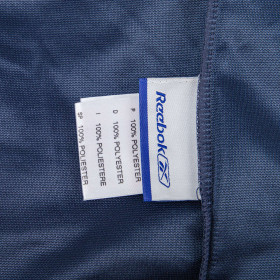 Reebok
P 100% POLYESTER
D 100% POLYESTER
I 100% POLIESTERE
SP 100% POLIESTER